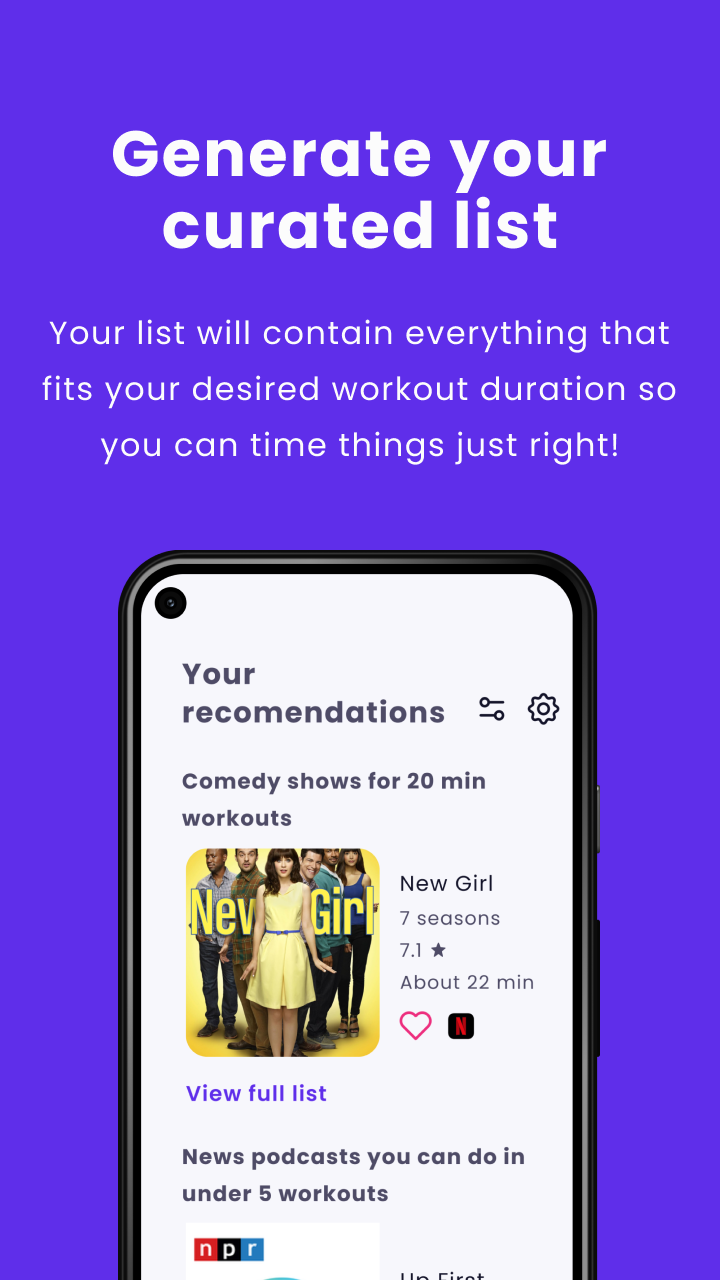 Generate your
curated list
Your list will contain everything that
fits your desired workout duration so
you can time things just right!
Your
recomendations
Comedy shows for 20 min
workouts
New Girl
New Girl
7 seasons
7.1 ★
About 22 min
N
View full list
News podcasts you can do in
under 5 workouts
npr
Up First